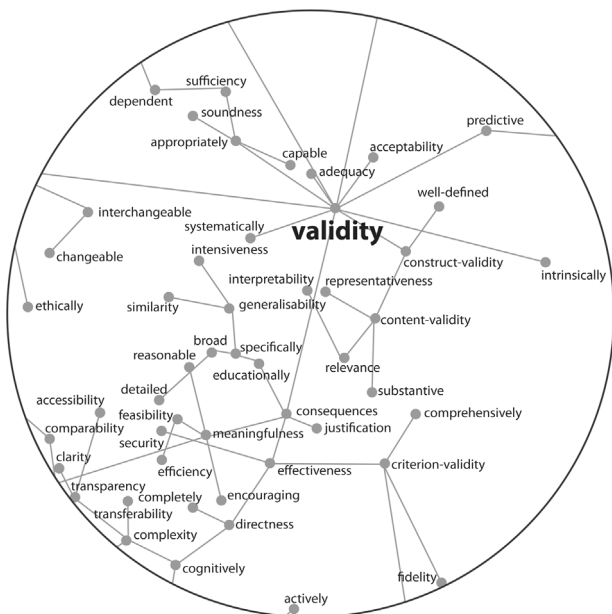 sufficiency
dependent
soundness
predictive
appropriately
capable
acceptability
adequacy
well-defined
interchangeable
systematically
validity
intensiveness
construct-validity
changeable
intrinsically
interpretability
representativeness
ethically
similarity
generalisability
content-validity
broad
specifically
reasonable
relevance
educationally
detailed
substantive
accessibility
feasibility
consequences
comprehensively
comparability
security
meaningfulness
justification
clarity
efficiency
effectiveness
criterion-validity
transparency
completely
encouraging
transferability
directness
complexity
cognitively
fidelity
actively